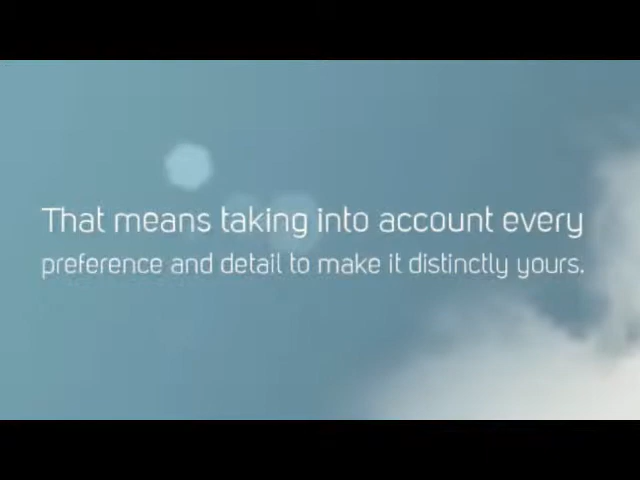 That means taking into account every
preference and detail to make it distinctly yours.